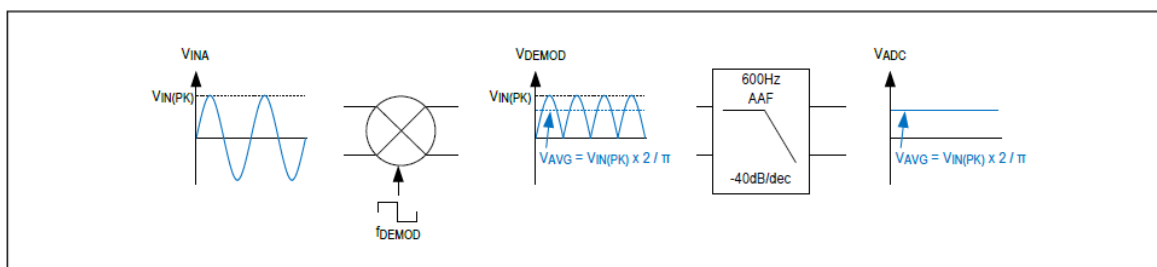 VINA
VIN(PK)
fDEMOD
VDEMOD
VIN(PK)
VAVG = VIN(PK) x 2 / π
600Hz
AAF
-40dB/dec
VADC
VAVG = VIN(PK) x 2 / π